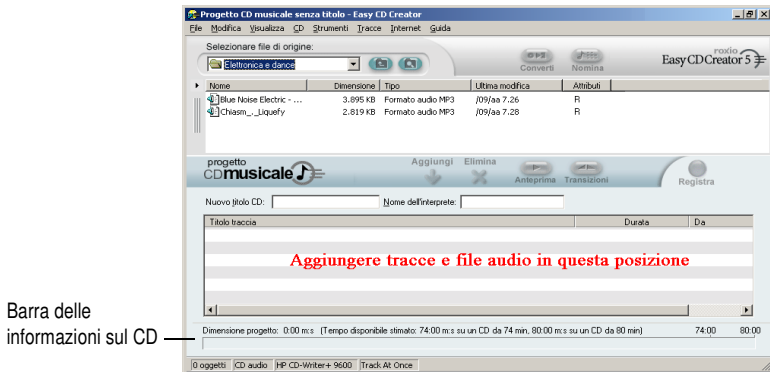 Progetto CD musicale senza titolo - Easy CD Creator
File Modifica Visualizza CD Strumenti Tracce Internet Guida
Selezionare file di origine:
Elettronica e dance
Converti Nomina
roxio
Easy CD Creator 5
Nome Dimensione Tipo Ultima modifica Attributi
Blue Noise Electric - ... 3.895 KB Formato audio MP3 /09/aa 7.26 R
Chiasm_-_Liquefy 2.819 KB Formato audio MP3 /09/aa 7.28 R
progetto
CDmusicale
Aggiungi Elimina Anteprima Transizioni Registra
Nuovo titolo CD: Nome dell'interprete:
Titolo traccia Durata Da
Aggiungere tracce e file audio in questa posizione
Barra delle
informazioni sul CD
Dimensione progetto: 0:00 m:s (Tempo disponibile stimato: 74:00 m:s su un CD da 74 min, 80:00 m:s su un CD da 80 min) 74:00 80:00
0 oggetti CD audio HP CD-Writer+ 9600 Track At Once